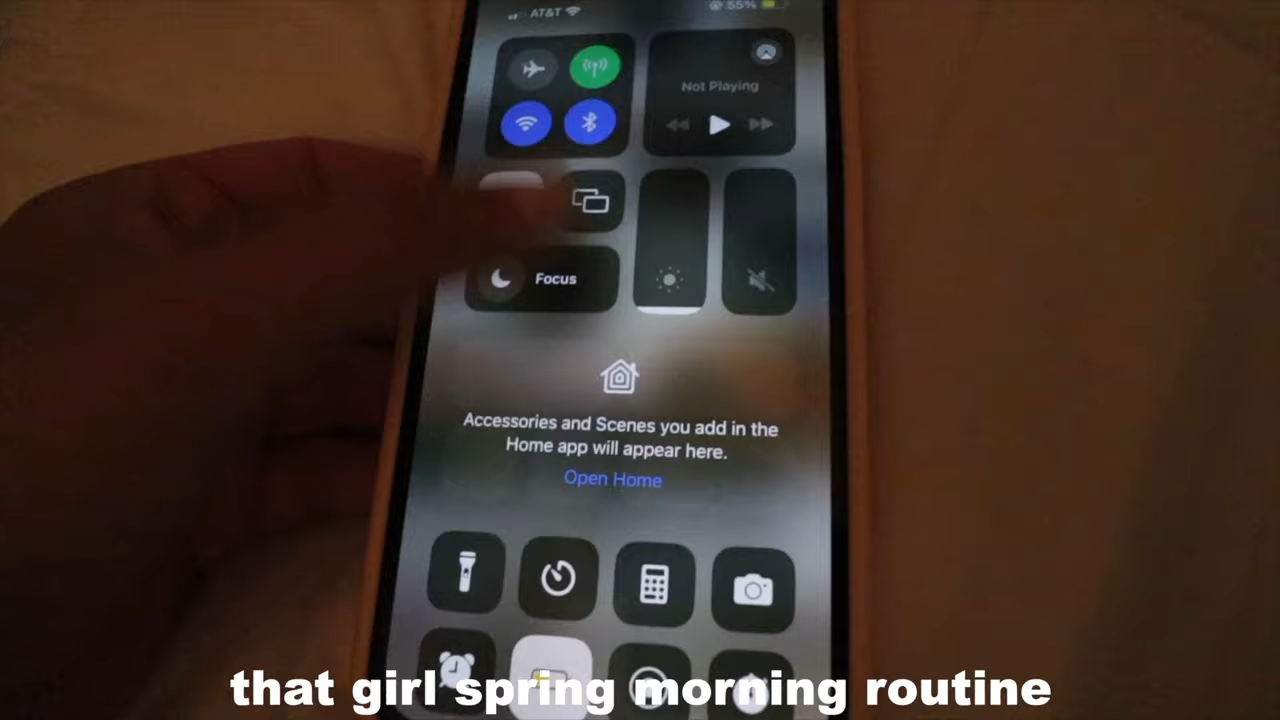 AT&T
55%
Not Playing
Focus
Accessories and Scenes you add in the
Home app will appear here.
Open Home
that girl spring morning routine